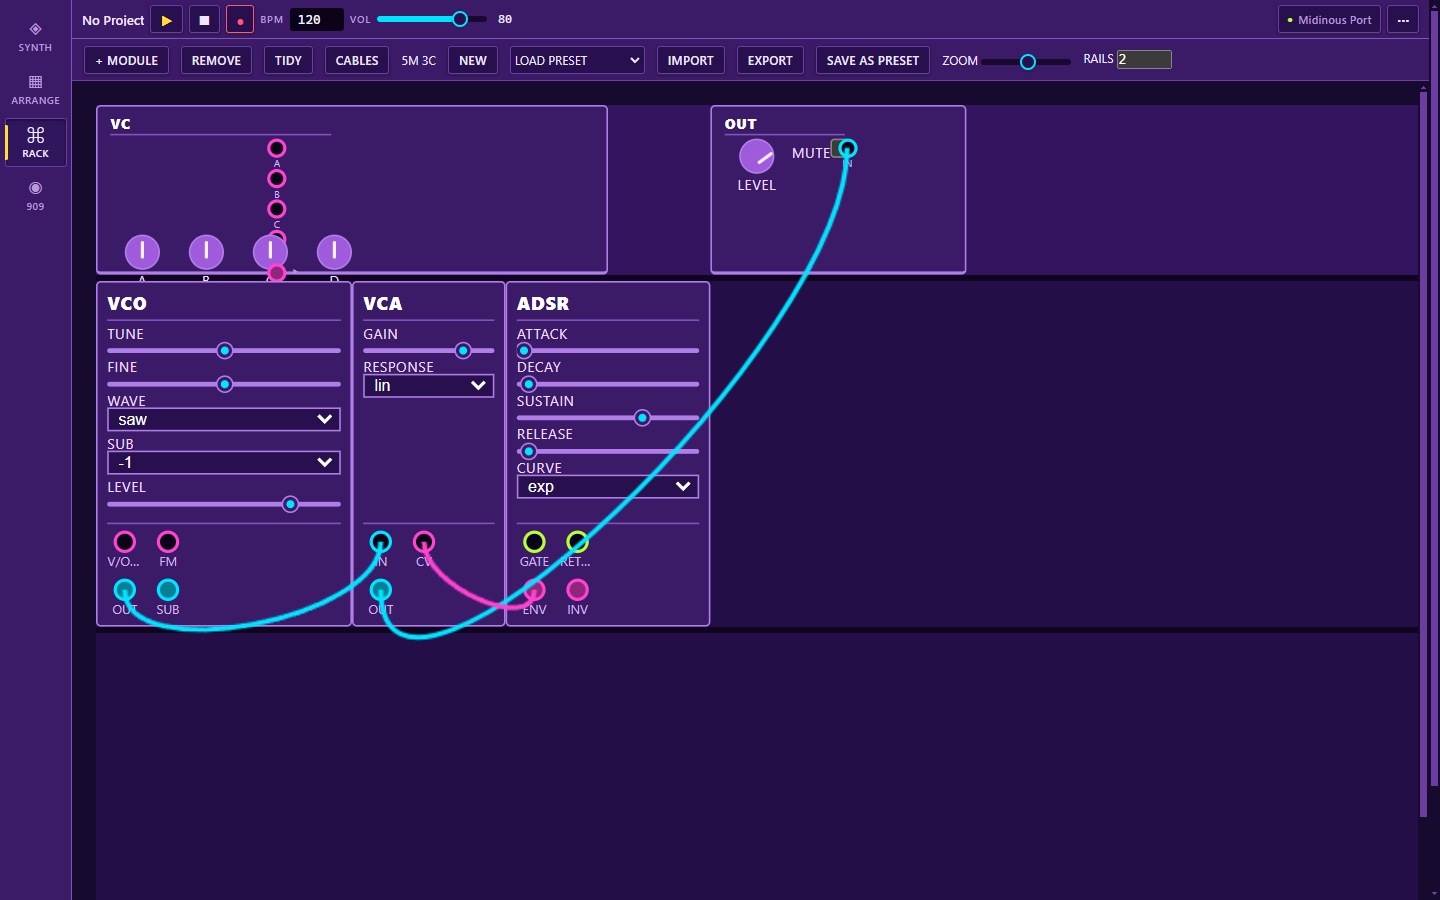 No Project
BPM 120 VOL 80
Midinous Port
...
SYNTH
ARRANGE
RACK
909
+ MODULE REMOVE TIDY CABLES 5M 3C NEW LOAD PRESET IMPORT EXPORT SAVE AS PRESET ZOOM RAILS 2
VC
A
B
C
OUT
MUTE
LEVEL
VCO
TUNE
FINE
WAVE
saw
SUB
-1
LEVEL
V/O... FM
OUT SUB
VCA
GAIN
RESPONSE
lin
IN CV
OUT
ADSR
ATTACK
DECAY
SUSTAIN
RELEASE
CURVE
exp
GATE RET...
ENV INV